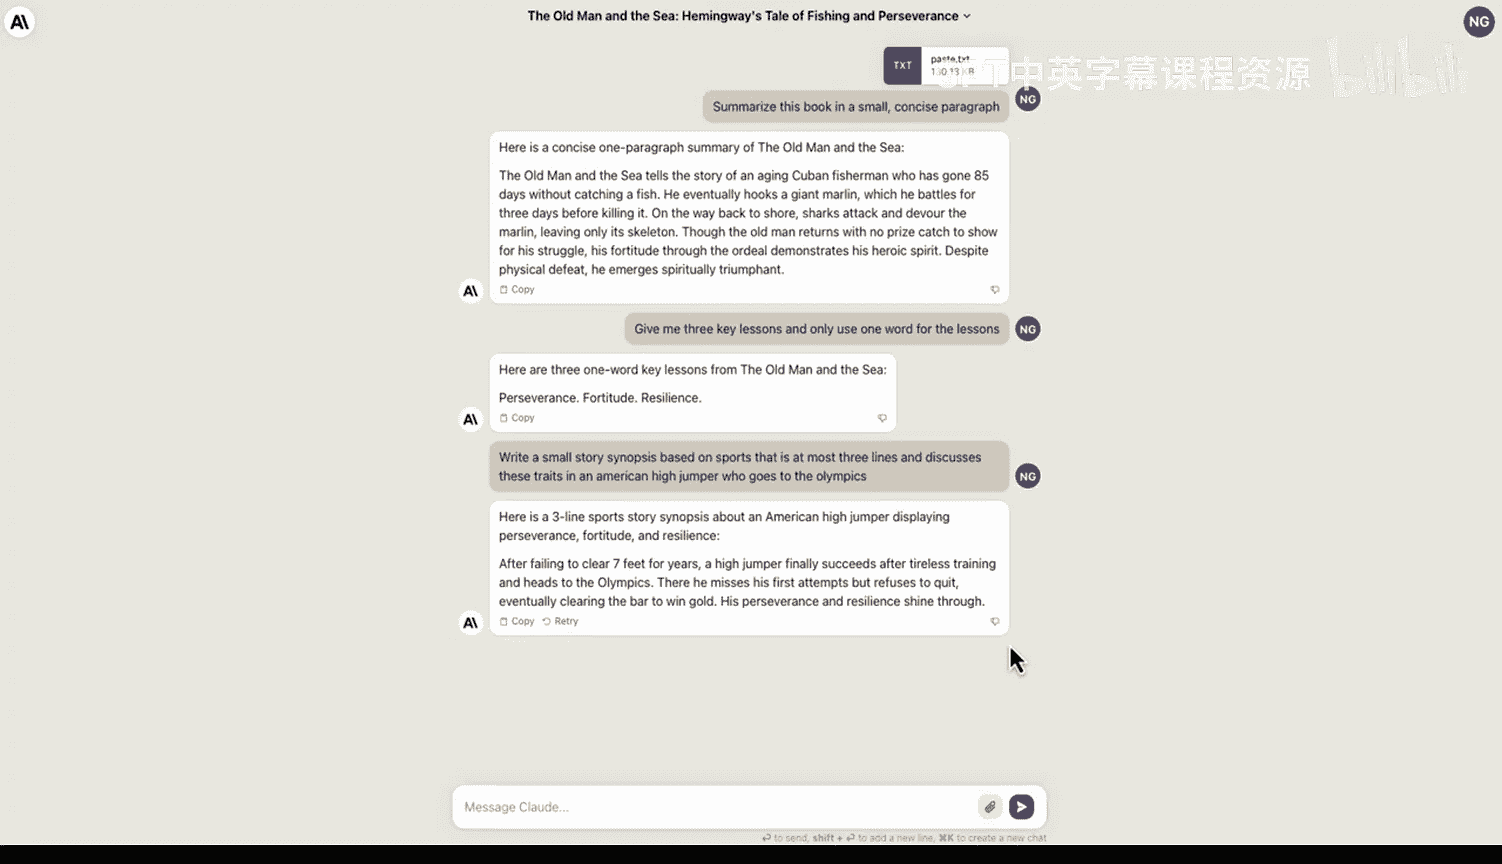 The Old Man and the Sea: Hemingway's Tale of Fishing and Perseverance
NG
TXT
paste.txt
中英字幕课程资源
bilibili
NG
Summarize this book in a small, concise paragraph
Here is a concise one-paragraph summary of The Old Man and the Sea:
The Old Man and the Sea tells the story of an aging Cuban fisherman who has gone 85
days without catching a fish. He eventually hooks a giant marlin, which he battles for
three days before killing it. On the way back to shore, sharks attack and devour the
marlin, leaving only its skeleton. Though the old man returns with no prize catch to show
for his struggle, his fortitude through the ordeal demonstrates his heroic spirit. Despite
physical defeat, he emerges spiritually triumphant.
Copy
Give me three key lessons and only use one word for the lessons
NG
Here are three one-word key lessons from The Old Man and the Sea:
Perseverance. Fortitude. Resilience.
Copy
Write a small story synopsis based on sports that is at most three lines and discusses
these traits in an american high jumper who goes to the olympics
NG
Here is a 3-line sports story synopsis about an American high jumper displaying
perseverance, fortitude, and resilience:
After failing to clear 7 feet for years, a high jumper finally succeeds after tireless training
and heads to the Olympics. There he misses his first attempts but refuses to quit,
eventually clearing the bar to win gold. His perseverance and resilience shine through.
Copy Retry
Message Claude...
to send, shift + ⏎ to add a new line, ⌘K to create a new chat